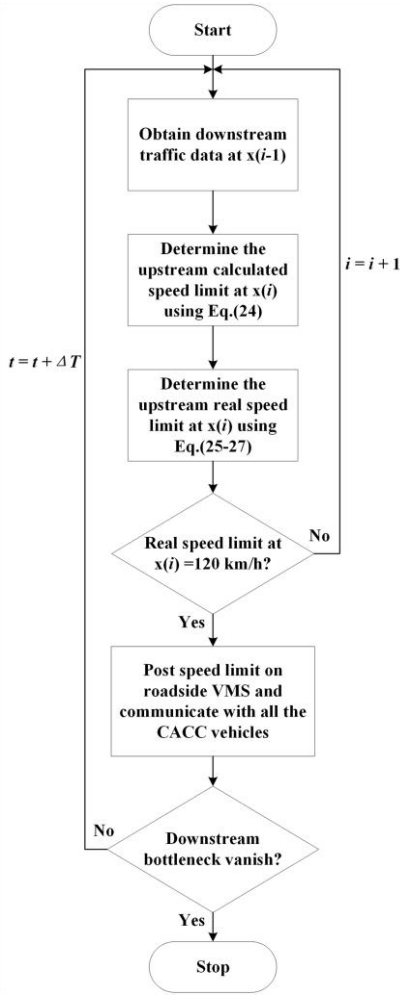 Start
Obtain downstream
traffic data at x(i-1)
Determine the
upstream calculated
speed limit at x(i)
using Eq.(24)
i = i + 1
t = t + ΔT
Determine the
upstream real speed
limit at x(i) using
Eq.(25-27)
Real speed limit at
x(i) =120 km/h?
No
Yes
Post speed limit on
roadside VMS and
communicate with all the
CACC vehicles
No
Downstream
bottleneck vanish?
Yes
Stop